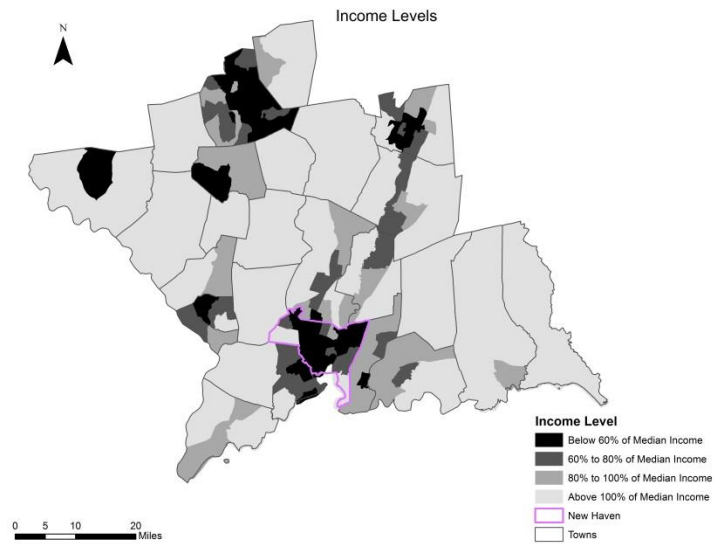 Income Levels
N
Income Level
Below 60% of Median Income
60% to 80% of Median Income
80% to 100% of Median Income
Above 100% of Median Income
New Haven
Towns
0 5 10 20
Miles